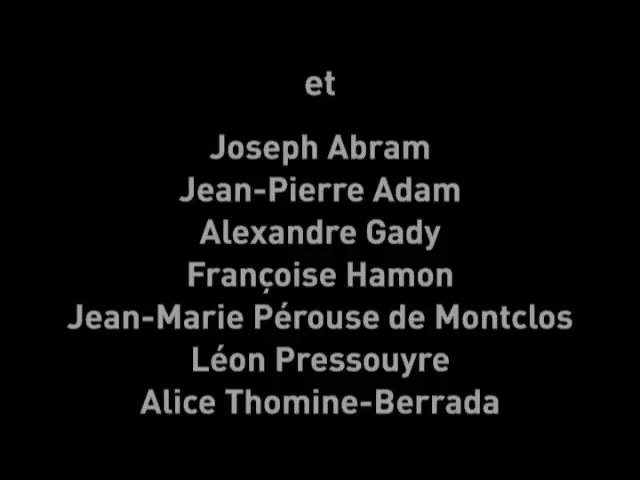 et
Joseph Abram
Jean-Pierre Adam
Alexandre Gady
Françoise Hamon
Jean-Marie Pérouse de Montclos
Léon Pressouyre
Alice Thomine-Berrada